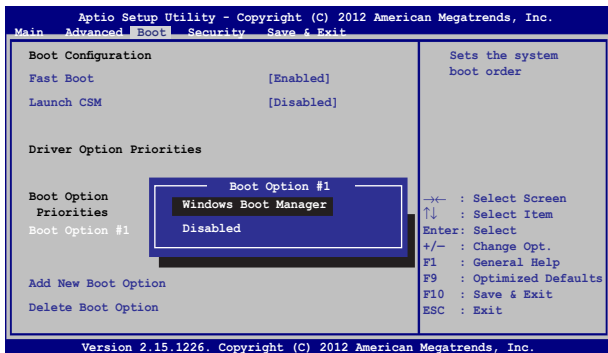 Aptio Setup Utility - Copyright (C) 2012 American Megatrends, Inc.
Main Advanced Boot Security Save & Exit
Boot Configuration
Fast Boot [Enabled]
Launch CSM [Disabled]
Driver Option Priorities
Boot Option
Priorities
Boot Option #1
Add New Boot Option
Delete Boot Option
Boot Option #1
Windows Boot Manager
Disabled
Sets the system
boot order
→← : Select Screen
↑↓ : Select Item
Enter: Select
+/— : Change Opt.
F1 : General Help
F9 : Optimized Defaults
F10 : Save & Exit
ESC : Exit
Version 2.15.1226. Copyright (C) 2012 American Megatrends, Inc.